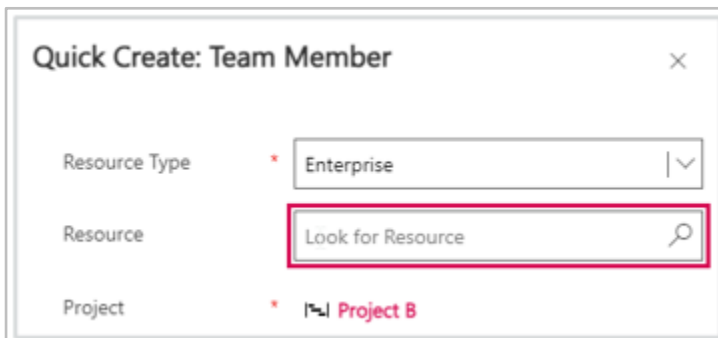 Quick Create: Team Member
Resource Type * Enterprise
Resource Look for Resource
Project * Project B